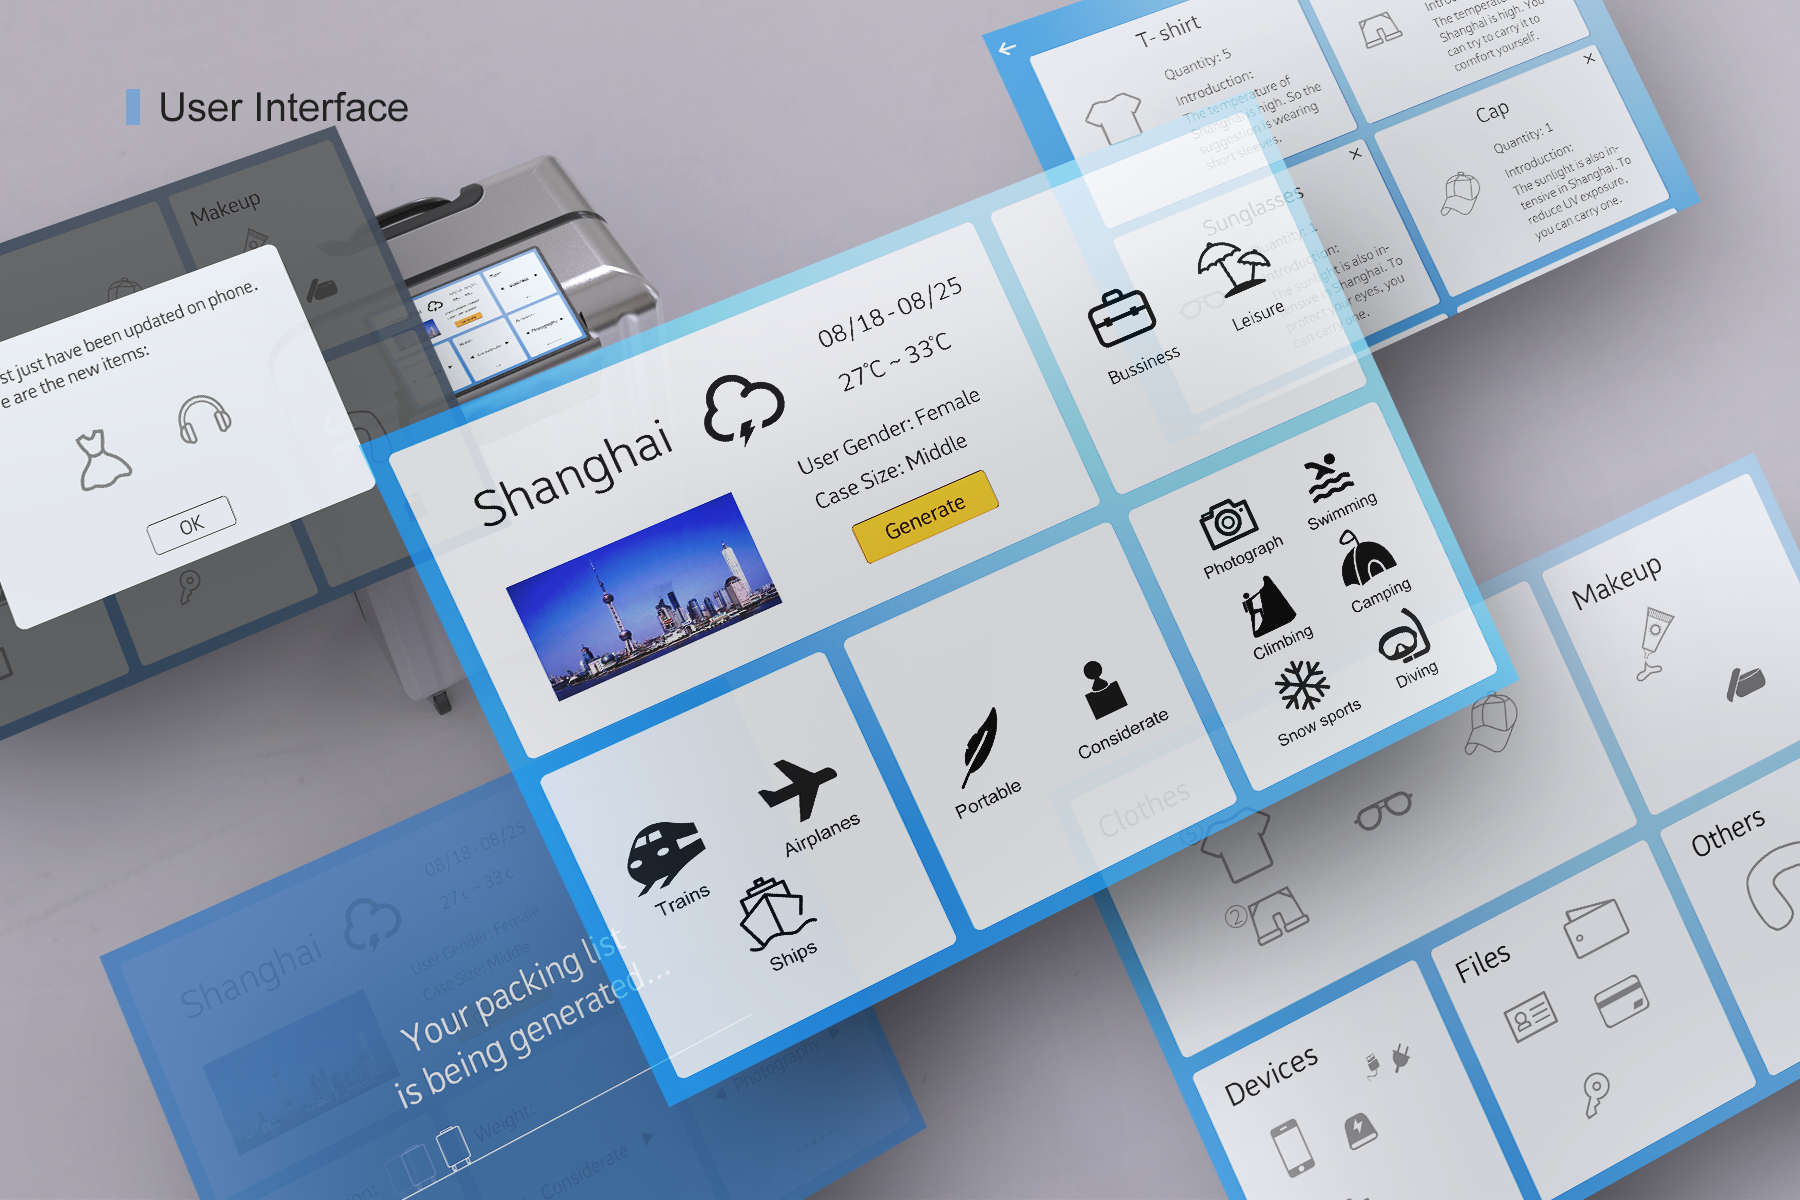 User Interface
Makeup
st just have been updated on phone.
e are the new items:
OK
T-shirt
Quantity: 5
Introduction:
The temperature of
Shanghai is high. So the
suggestion is wearing
short sleeves.
The temperat
Shanghai is high. You
can try to carry it to
comfort yourself.
Cap
Quantity: 1
Introduction:
The sunlight is also in-
tensive in Shanghai. To
reduce UV exposure,
you can carry one.
Sunglasses
Quantity: 1
Introduction:
The sunlight is also in-
tensive in Shanghai. To
protect your eyes, you
can carry one.
Shanghai
08/18-08/25
27°C ~ 33°C
User Gender: Female
Case Size: Middle
Generate
Bussiness
Leisure
Trains
Airplanes
Ships
Portable
Considerate
Photograph
Swimming
Climbing
Camping
Snow sports
Diving
Shanghai
08/18-08/25
27°c ~ 33°c
User Gender: Female
Case Size: Middle
Your packing list
is being generated...
Weight:
Considerate
Photography
Clothes
5
2
Makeup
Devices
Files
Others